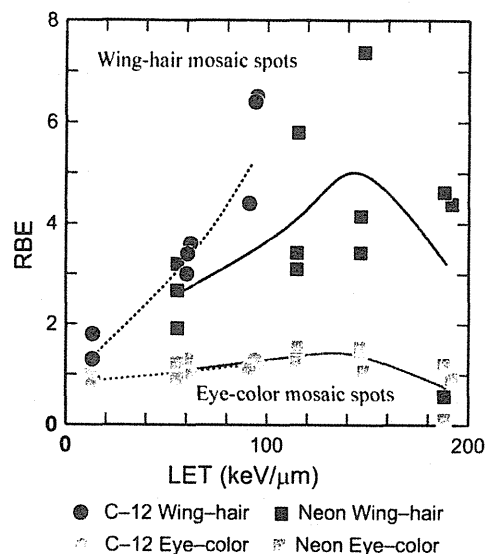 8
Wing-hair mosaic spots
6
RBE
4
2
Eye-color mosaic spots
0
0 100 200
LET (keV/μm)
C–12 Wing–hair Neon Wing–hair
C–12 Eye–color Neon Eye–color